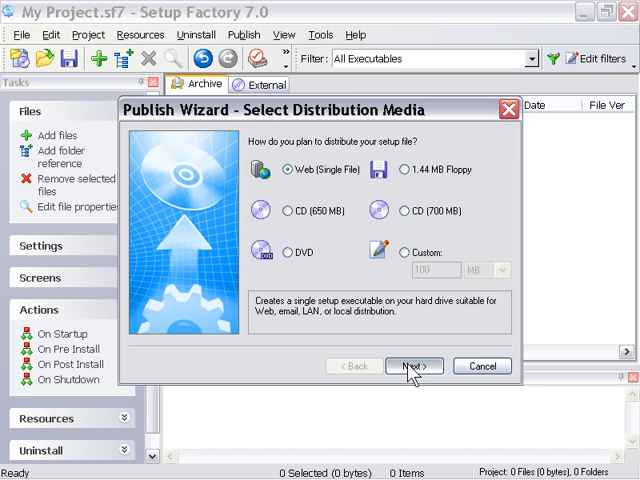 My Project.sf7 - Setup Factory 7.0
File Edit Project Resources Uninstall Publish View Tools Help
Filter: All Executables Edit filters
Tasks
Archive External
Files
Date File Ver
Add files
Add folder
reference
Remove selected
files
Edit file properties
Settings
Screens
Actions
On Startup
On Pre Install
On Post Install
On Shutdown
Resources
Uninstall
Publish Wizard - Select Distribution Media
How do you plan to distribute your setup file?
Web (Single File) 1.44 MB Floppy
CD (650 MB) CD (700 MB)
DVD Custom:
DVD
100 MB
Creates a single setup executable on your hard drive suitable for
Web, email, LAN, or local distribution.
< Back Next > Cancel
Ready 0 Selected (0 bytes) 0 Items Project: 0 Files (0 bytes), 0 Folders